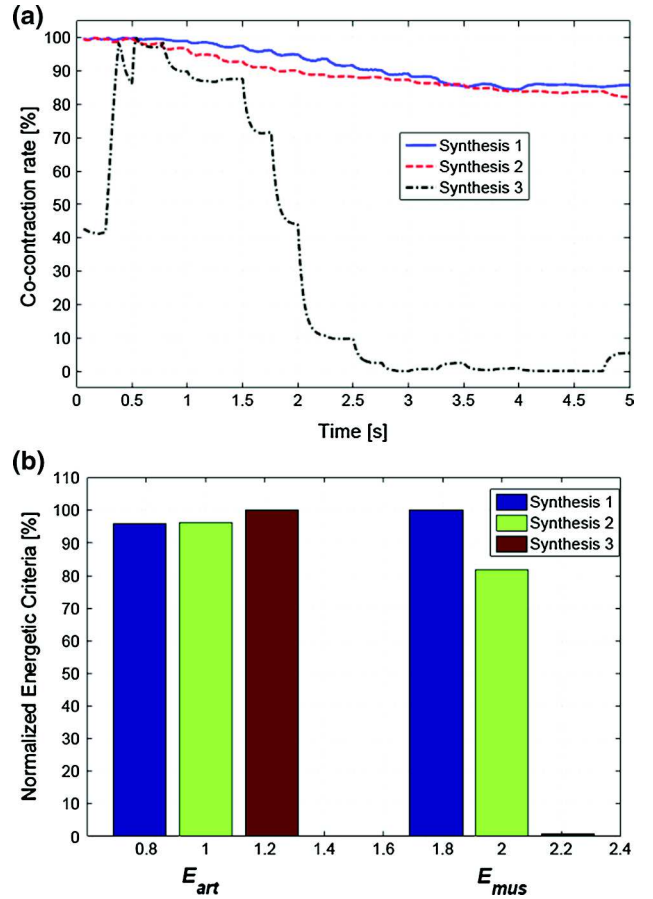 (a)
Co-contraction rate [%]
100
90
80
70
60
50
40
30
20
10
0
Synthesis 1
Synthesis 2
Synthesis 3
0 0.5 1 1.5 2 2.5 3 3.5 4 4.5 5
Time [s]
(b)
Normalized Energetic Criteria [%]
110
100
90
80
70
60
50
40
30
20
10
0
Synthesis 1
Synthesis 2
Synthesis 3
0.8 1 1.2 1.4 1.6 1.8 2 2.2 2.4
E_art E_mus